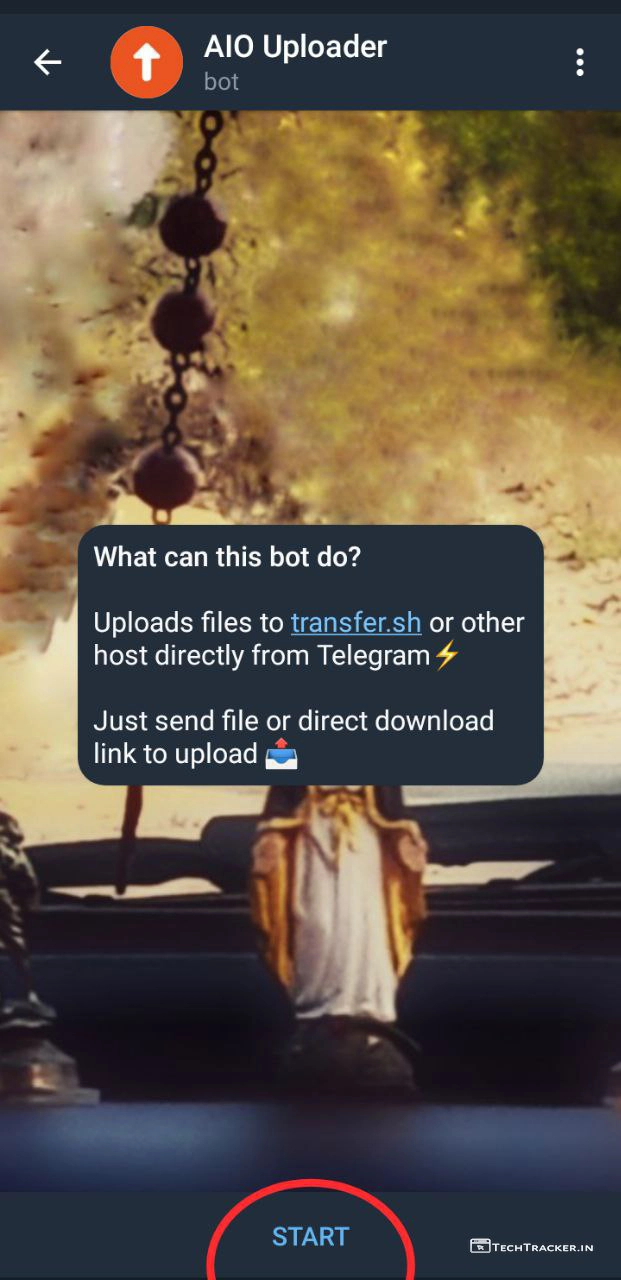 AIO Uploader
bot
What can this bot do?
Uploads files to transfer.sh or other
host directly from Telegram⚡
Just send file or direct download
link to upload 📤
START
TECHTRACKER.IN